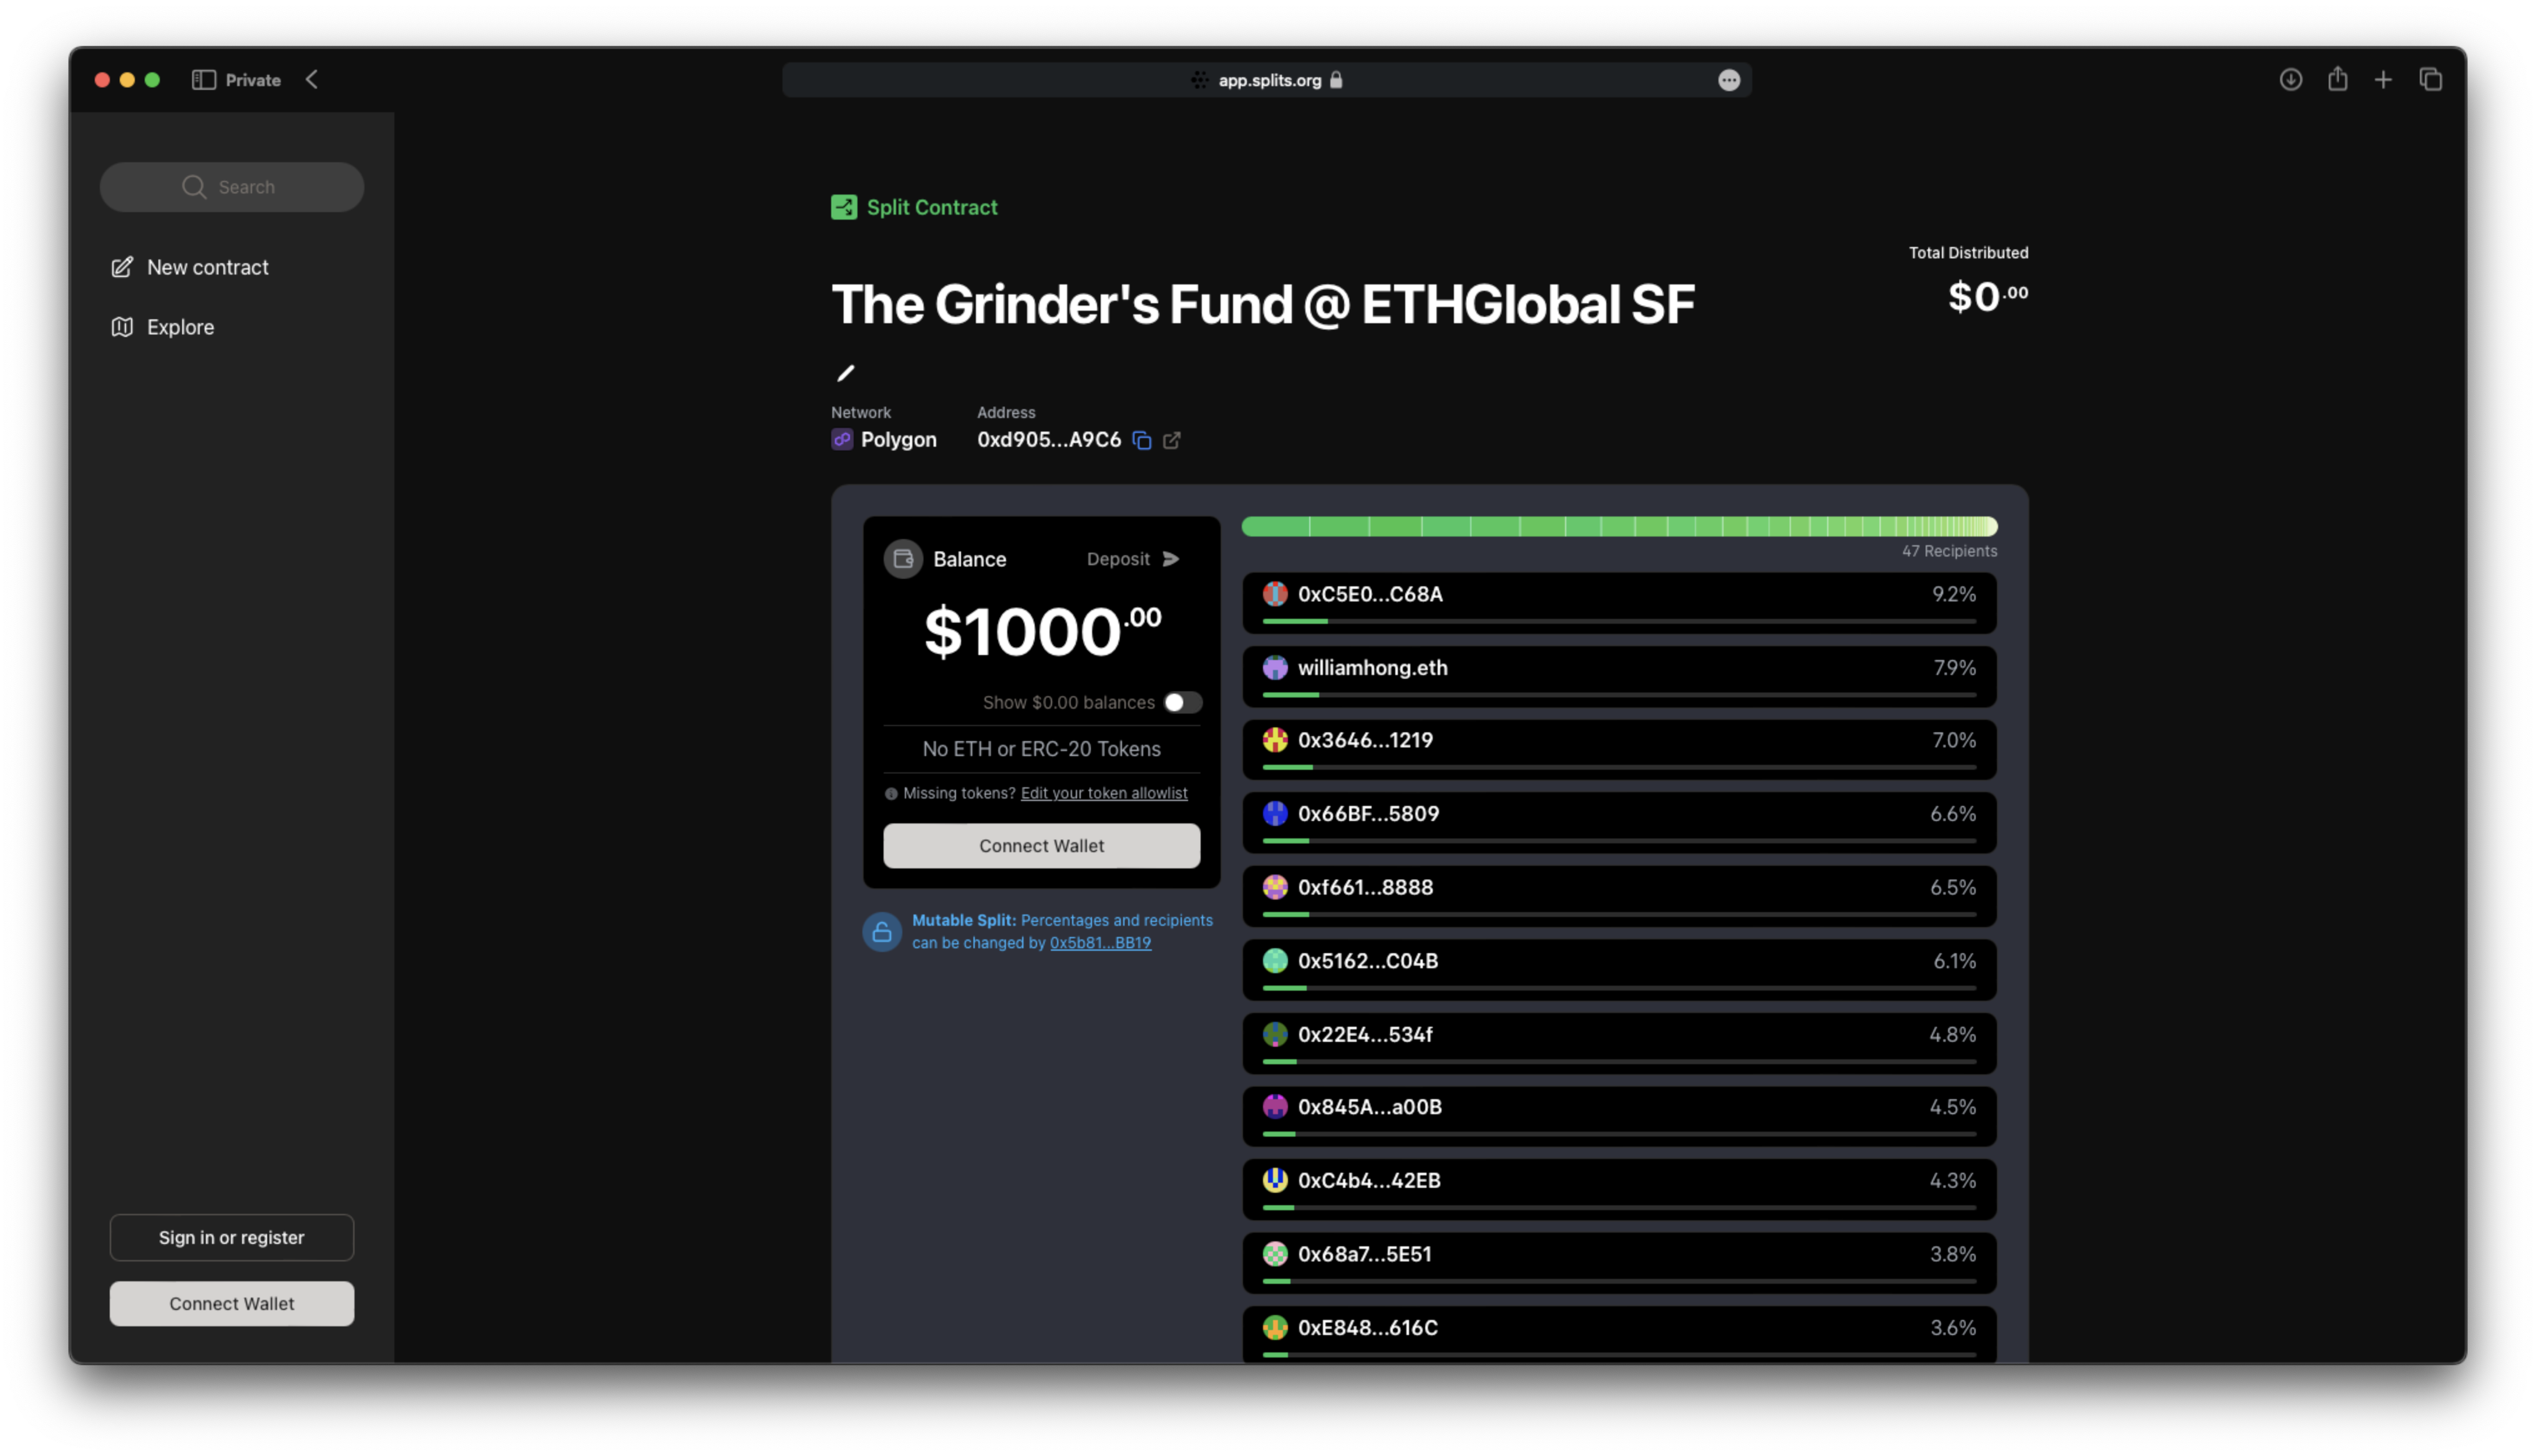 Private
app.splits.org
Search
New contract
Explore
Sign in or register
Connect Wallet
Split Contract
The Grinder's Fund @ ETHGlobal SF
Total Distributed
$0.00
Network
Polygon
Address
0xd905...A9C6
Balance
Deposit
$1000.00
Show $0.00 balances
No ETH or ERC-20 Tokens
Missing tokens? Edit your token allowlist
Connect Wallet
Mutable Split: Percentages and recipients
can be changed by 0x5b81...BB19
47 Recipients
0xC5E0...C68A 9.2%
williamhong.eth 7.9%
0x3646...1219 7.0%
0x66BF...5809 6.6%
0xf661...8888 6.5%
0x5162...C04B 6.1%
0x22E4...534f 4.8%
0x845A...a00B 4.5%
0xC4b4...42EB 4.3%
0x68a7...5E51 3.8%
0xE848...616C 3.6%